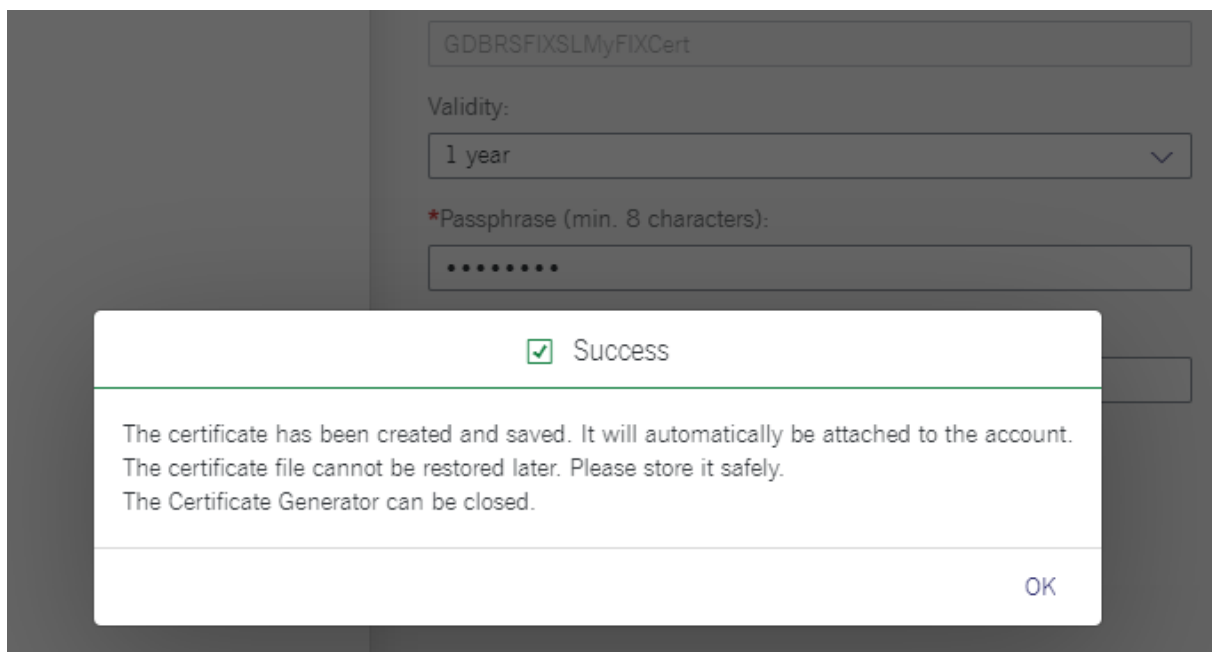 GDBRSFIXSLMyFIXCert
Validity:
1 year
*Passphrase (min. 8 characters):
••••••••
Success
The certificate has been created and saved. It will automatically be attached to the account.
The certificate file cannot be restored later. Please store it safely.
The Certificate Generator can be closed.
OK